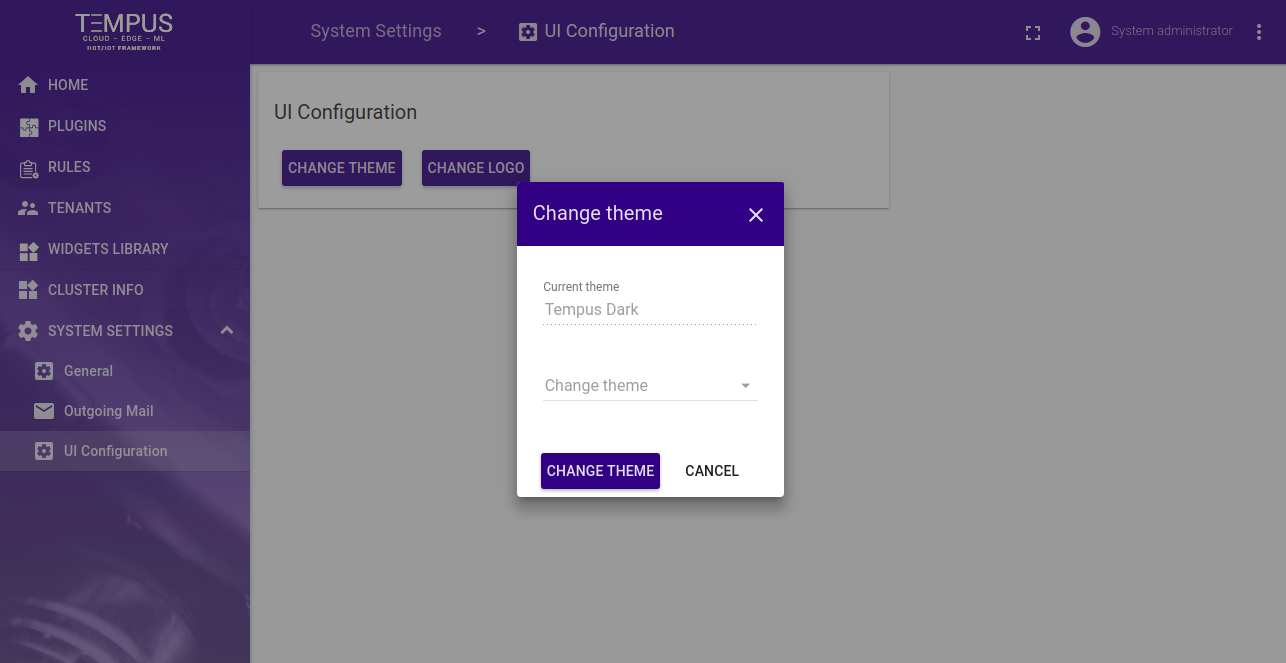 TEMPUS
CLOUD – EDGE – ML
IIOT/IOT FRAMEWORK
System Settings > UI Configuration
System administrator
HOME
PLUGINS
RULES
TENANTS
WIDGETS LIBRARY
CLUSTER INFO
SYSTEM SETTINGS
General
Outgoing Mail
UI Configuration
UI Configuration
CHANGE THEME CHANGE LOGO
Change theme
Current theme
Tempus Dark
Change theme
CHANGE THEME CANCEL